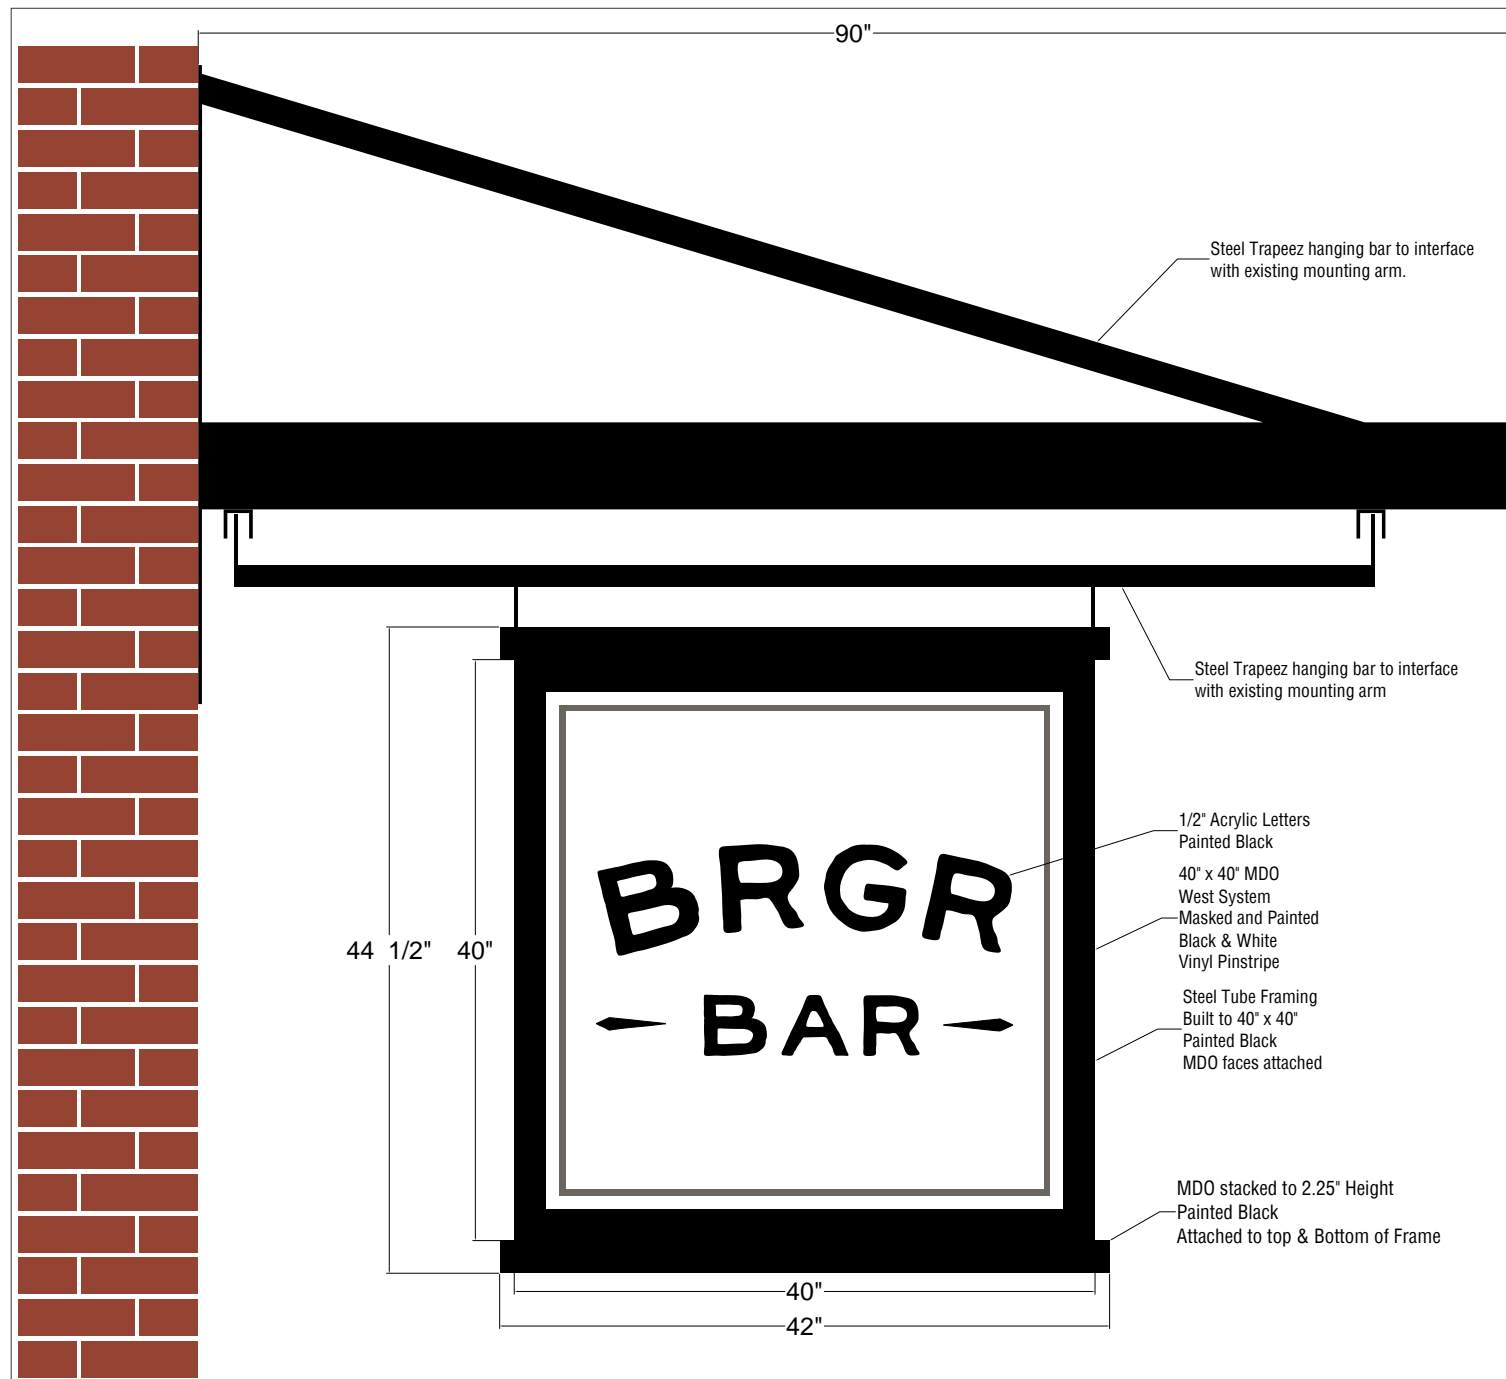 90"
Steel Trapeez hanging bar to interface
with existing mounting arm.
Steel Trapeez hanging bar to interface
with existing mounting arm
1/2" Acrylic Letters
Painted Black
40" x 40" MDO
West System
Masked and Painted
Black & White
Vinyl Pinstripe
Steel Tube Framing
Built to 40" x 40"
Painted Black
MDO faces attached
BRGR
BAR
44 1/2"
40"
MDO stacked to 2.25" Height
Painted Black
Attached to top & Bottom of Frame
40"
42"